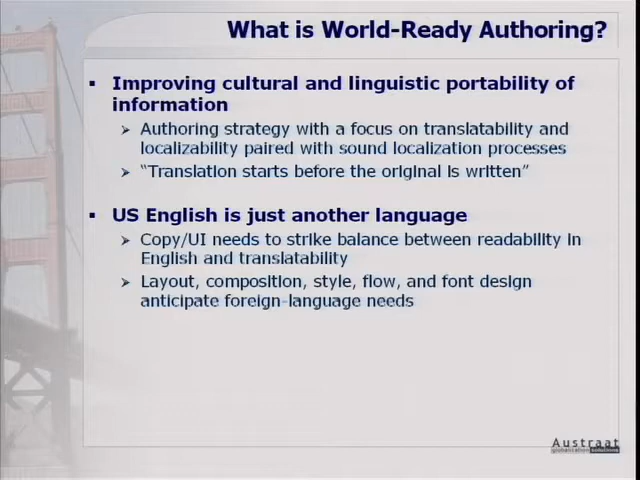 What is World-Ready Authoring?
▪ Improving cultural and linguistic portability of
information
➢ Authoring strategy with a focus on translatability and
localizability paired with sound localization processes
➢ “Translation starts before the original is written”
▪ US English is just another language
➢ Copy/UI needs to strike balance between readability in
English and translatability
➢ Layout, composition, style, flow, and font design
anticipate foreign-language needs
Austraat
globalization solutions